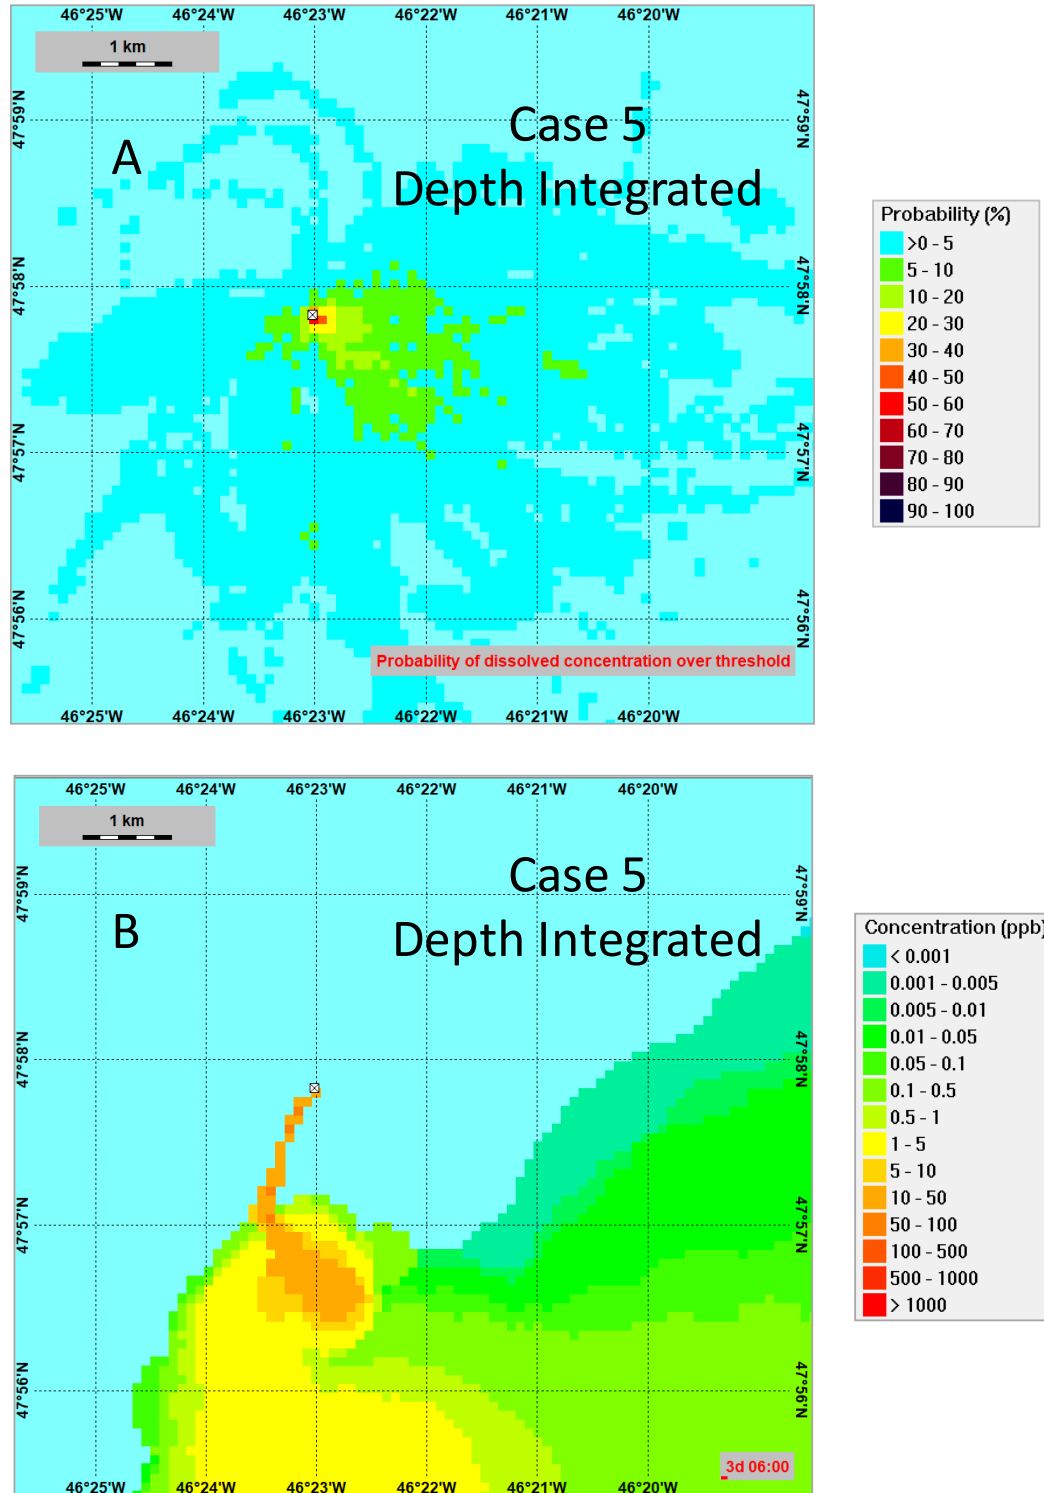 46°25'W 46°24'W 46°23'W 46°22'W 46°21'W 46°20'W
1 km
47°59'N 47°59'N
Case 5
A
Depth Integrated
Probability (%)
>0 - 5
5 - 10
10 - 20
20 - 30
30 - 40
40 - 50
50 - 60
60 - 70
70 - 80
80 - 90
90 - 100
47°58'N 47°58'N
47°57'N 47°57'N
47°56'N 47°56'N
Probability of dissolved concentration over threshold
46°25'W 46°24'W 46°23'W 46°22'W 46°21'W 46°20'W
46°25'W 46°24'W 46°23'W 46°22'W 46°21'W 46°20'W
1 km
47°59'N 47°59'N
Case 5
B
Depth Integrated
Concentration (ppb)
< 0.001
0.001 - 0.005
0.005 - 0.01
0.01 - 0.05
0.05 - 0.1
0.1 - 0.5
0.5 - 1
1 - 5
5 - 10
10 - 50
50 - 100
100 - 500
500 - 1000
> 1000
47°58'N 47°58'N
47°57'N 47°57'N
47°56'N 47°56'N
3d 06:00
46°25'W 46°24'W 46°23'W 46°22'W 46°21'W 46°20'W